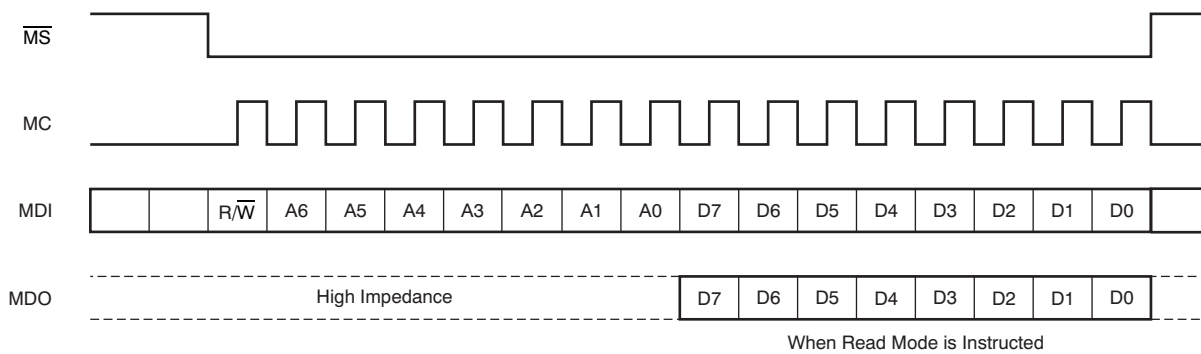 M̅S̅
MC
MDI R/W̅ A6 A5 A4 A3 A2 A1 A0 D7 D6 D5 D4 D3 D2 D1 D0
MDO High Impedance D7 D6 D5 D4 D3 D2 D1 D0
When Read Mode is Instructed